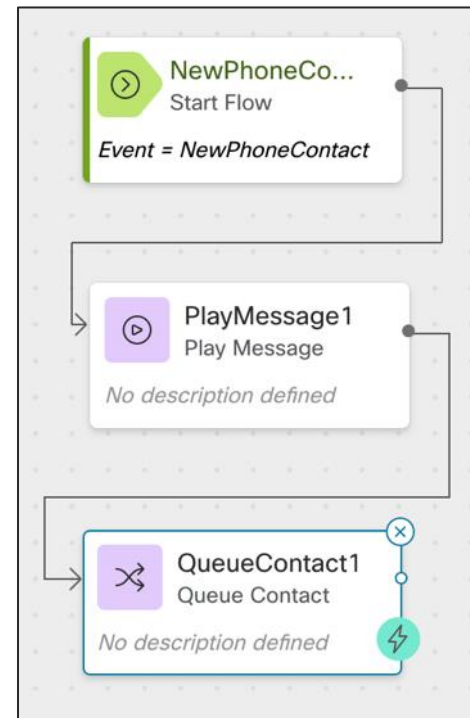 NewPhoneCo...
Start Flow
Event = NewPhoneContact
PlayMessage1
Play Message
No description defined
QueueContact1
Queue Contact
No description defined